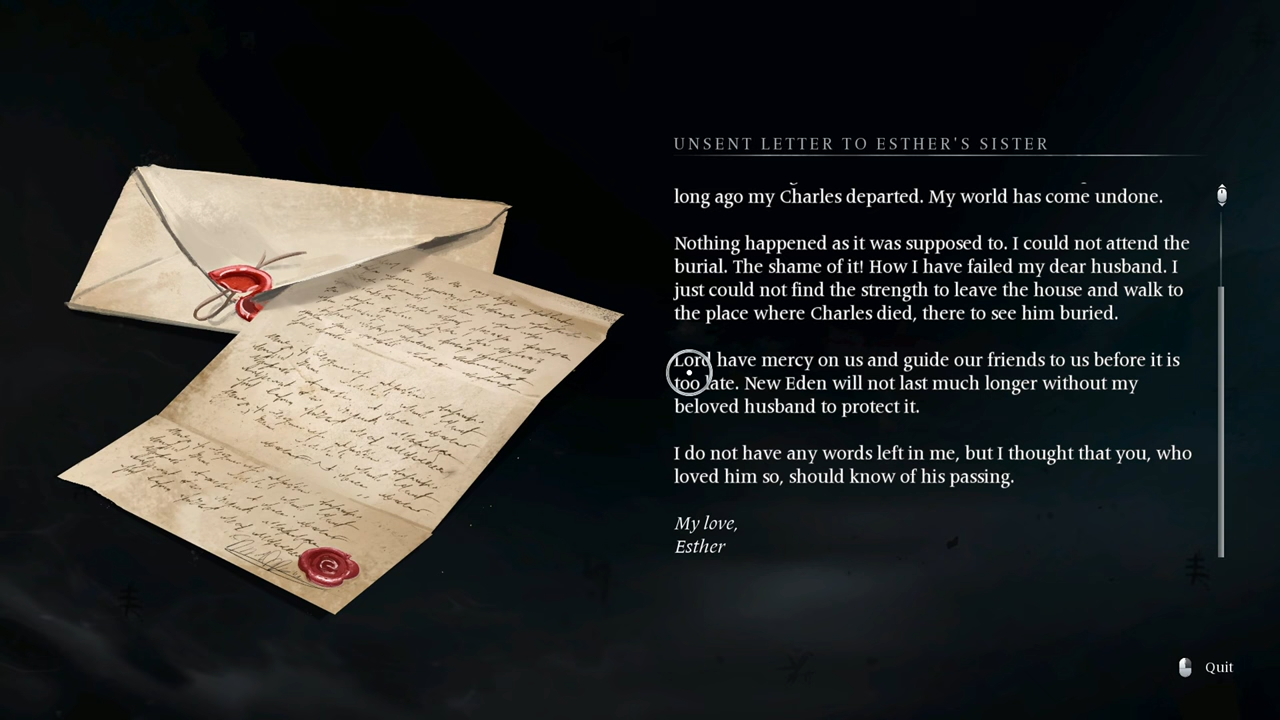 UNSENT LETTER TO ESTHER'S SISTER
long ago my Charles departed. My world has come undone.
Nothing happened as it was supposed to. I could not attend the
burial. The shame of it! How I have failed my dear husband. I
just could not find the strength to leave the house and walk to
the place where Charles died, there to see him buried.
Lord have mercy on us and guide our friends to us before it is
too late. New Eden will not last much longer without my
beloved husband to protect it.
I do not have any words left in me, but I thought that you, who
loved him so, should know of his passing.
My love,
Esther
Quit